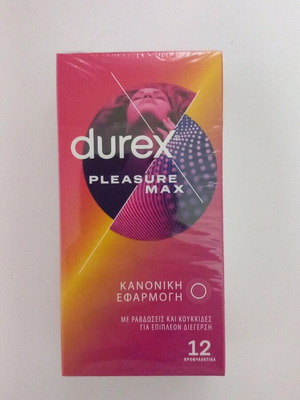 durex
PLEASURE
MAX
ΚΑΝΟΝΙΚΗ
ΕΦΑΡΜΟΓΗ
ΜΕ ΡΑΒΔΩΣΕΙΣ ΚΑΙ ΚΟΥΚΚΙΔΕΣ
ΓΙΑ ΕΠΙΠΛΕΟΝ ΔΙΕΓΕΡΣΗ
12
ΠΡΟΦΥΛΑΚΤΙΚΑ